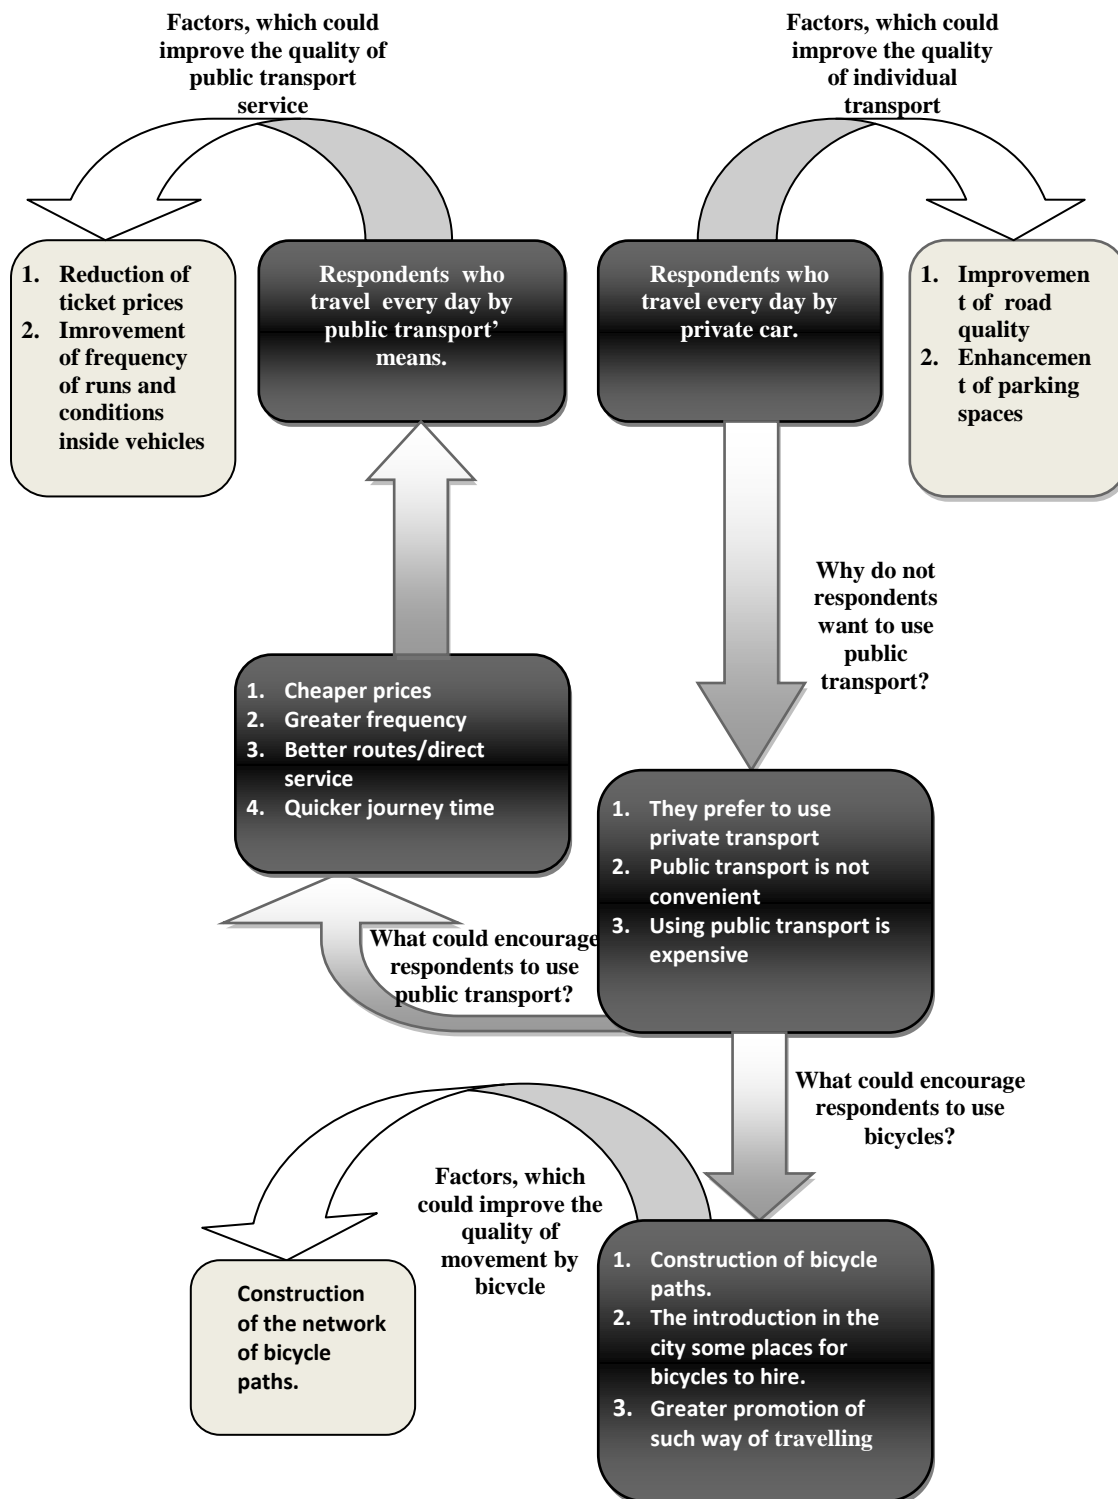 Factors, which could
improve the quality of
public transport
service
Factors, which could
improve the quality
of individual
transport
1. Reduction of
ticket prices
2. Imrovement
of frequency
of runs and
conditions
inside vehicles
Respondents who
travel every day by
public transport’
means.
Respondents who
travel every day by
private car.
1. Improvemen
t of road
quality
2. Enhancemen
t of parking
spaces
Why do not
respondents
want to use
public
transport?
1. Cheaper prices
2. Greater frequency
3. Better routes/direct
service
4. Quicker journey time
1. They prefer to use
private transport
2. Public transport is not
convenient
3. Using public transport is
expensive
What could encourage
respondents to use
public transport?
What could encourage
respondents to use
bicycles?
Factors, which
could improve the
quality of
movement by
bicycle
1. Construction of bicycle
paths.
2. The introduction in the
city some places for
bicycles to hire.
3. Greater promotion of
such way of travelling
Construction
of the network
of bicycle
paths.